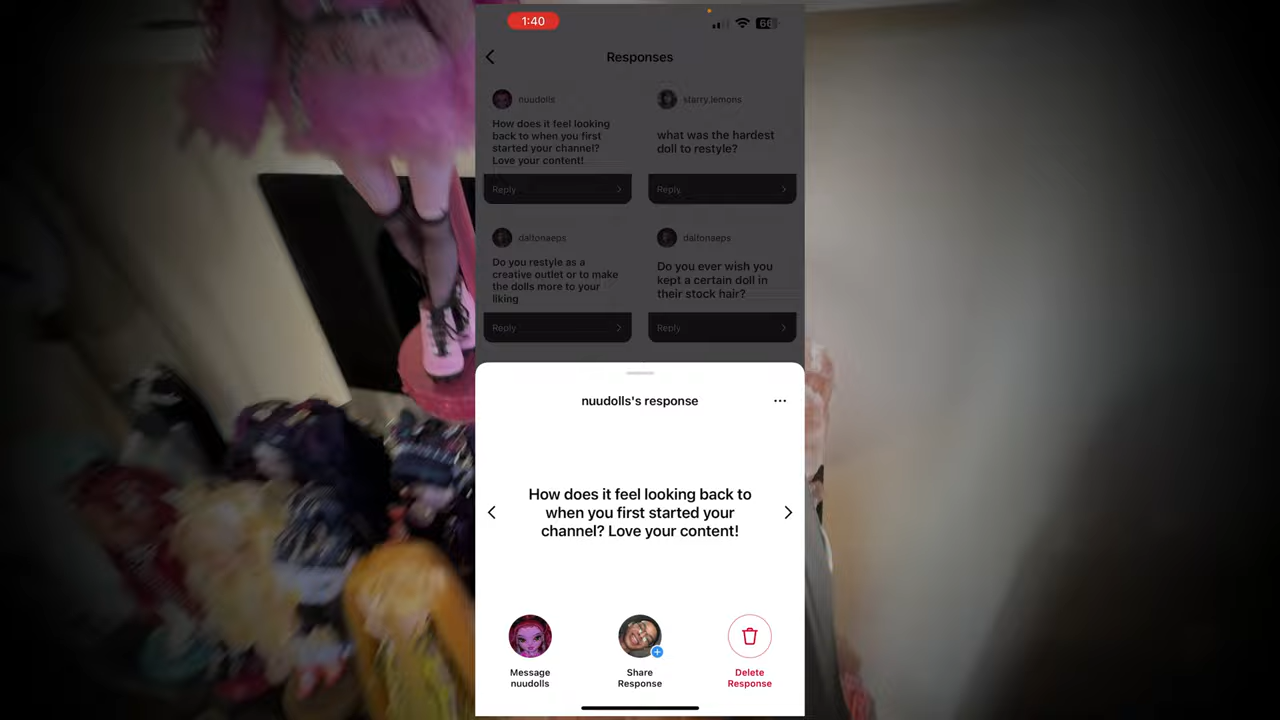 1:40
66
Responses
nuudolls
How does it feel looking
back to when you first
started your channel?
Love your content!
Reply
starry.lemons
what was the hardest
doll to restyle?
Reply
daltonaeps
Do you restyle as a
creative outlet or to make
the dolls more to your
liking
Reply
daltonaeps
Do you ever wish you
kept a certain doll in
their stock hair?
Reply
nuudolls's response
How does it feel looking back to
when you first started your
channel? Love your content!
Message
nuudolls
Share
Response
Delete
Response